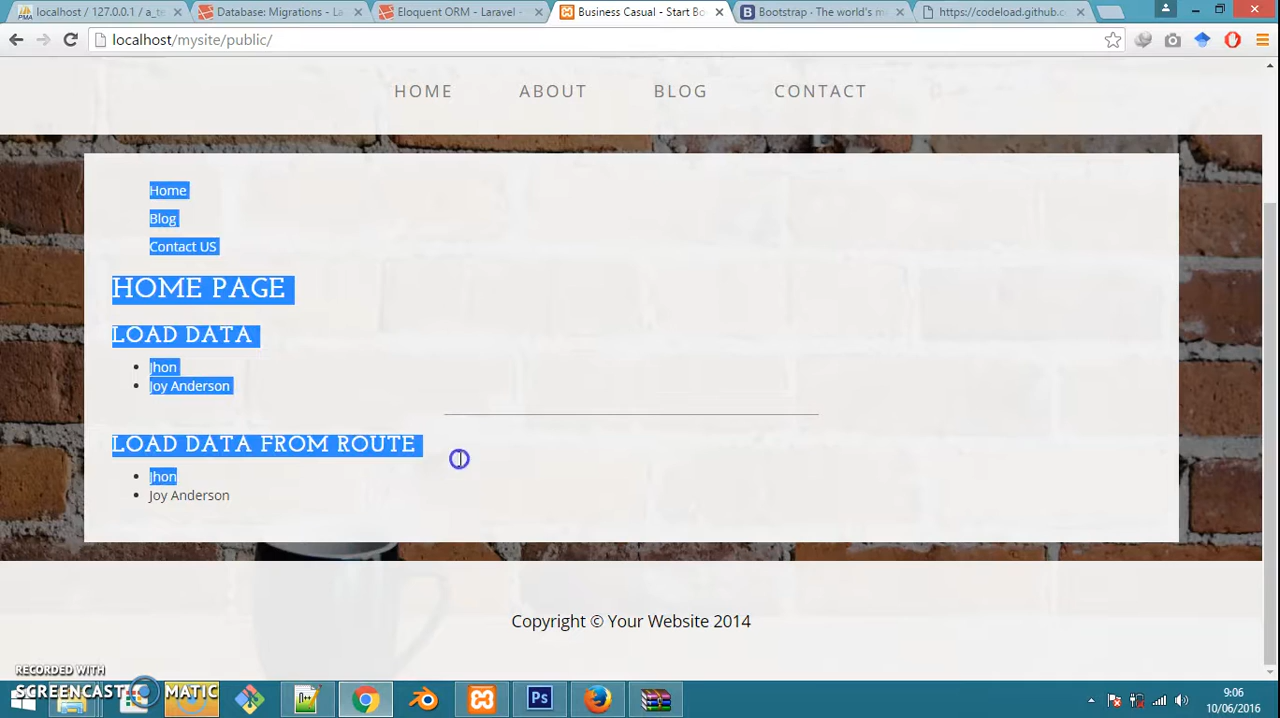 localhost / 127.0.0.1 / a_te
Database: Migrations - La
Eloquent ORM - Laravel -
Business Casual - Start Bo
Bootstrap · The world's m
https://codeload.github.c
localhost/mysite/public/
HOME ABOUT BLOG CONTACT
Home
Blog
Contact US
HOME PAGE
LOAD DATA
• Jhon
• Joy Anderson
LOAD DATA FROM ROUTE
• Jhon
• Joy Anderson
Copyright © Your Website 2014
RECORDED WITH
SCREENCAST MATIC
Ps
9:06
10/06/2016